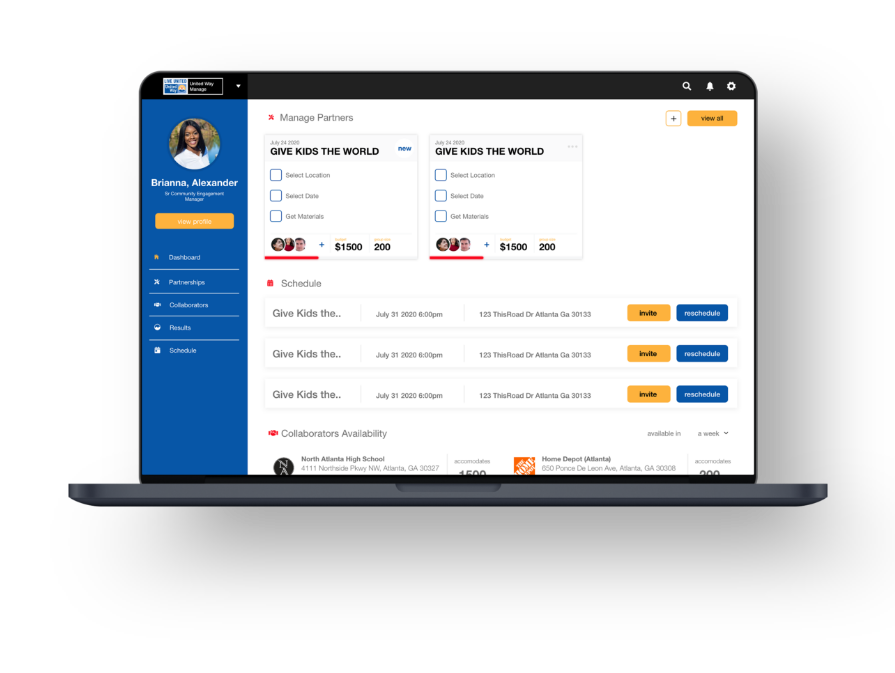 LIVE UNITED
United Way
Manage
Brianna, Alexander
Sr Community Engagement
Manager
view profile
Dashboard
Partnerships
Collaborators
Results
Schedule
Manage Partners
+
view all
July 24 2020
GIVE KIDS THE WORLD
new
Select Location
Select Date
Get Materials
+
$1500
200
July 24 2020
GIVE KIDS THE WORLD
Select Location
Select Date
Get Materials
+
$1500
200
Schedule
Give Kids the.. July 31 2020 6:00pm 123 ThisRoad Dr Atlanta Ga 30133 invite reschedule
Give Kids the.. July 31 2020 6:00pm 123 ThisRoad Dr Atlanta Ga 30133 invite reschedule
Give Kids the.. July 31 2020 6:00pm 123 ThisRoad Dr Atlanta Ga 30133 invite reschedule
Collaborators Availability
available in a week
NA
North Atlanta High School
4111 Northside Pkwy NW, Atlanta, GA 30327
accomodates
1500
THE HOME DEPOT
Home Depot (Atlanta)
650 Ponce De Leon Ave, Atlanta, GA 30308
accomodates
200